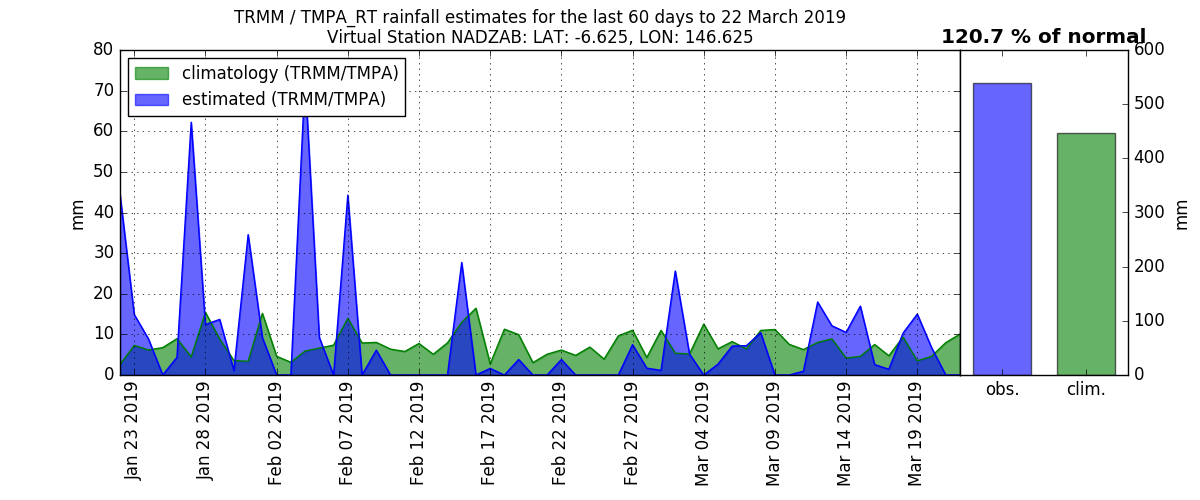 TRMM / TMPA_RT rainfall estimates for the last 60 days to 22 March 2019
Virtual Station NADZAB: LAT: -6.625, LON: 146.625
120.7 % of normal
climatology (TRMM/TMPA)
estimated (TRMM/TMPA)
mm
80
70
60
50
40
30
20
10
0
Jan 23 2019
Jan 28 2019
Feb 02 2019
Feb 07 2019
Feb 12 2019
Feb 17 2019
Feb 22 2019
Feb 27 2019
Mar 04 2019
Mar 09 2019
Mar 14 2019
Mar 19 2019
600
500
400
300
200
100
0
mm
obs.
clim.